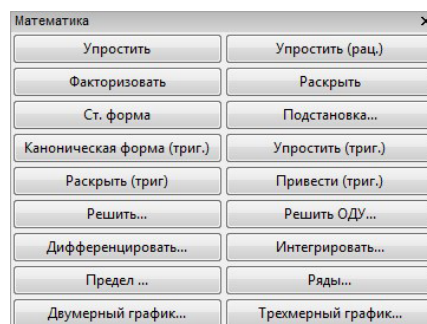 Математика
Упростить Упростить (рац.)
Факторизовать Раскрыть
Ст. форма Подстановка...
Каноническая форма (триг.) Упростить (триг.)
Раскрыть (триг) Привести (триг.)
Решить... Решить ОДУ...
Дифференцировать... Интегрировать...
Предел ... Ряды...
Двумерный график... Трехмерный график...